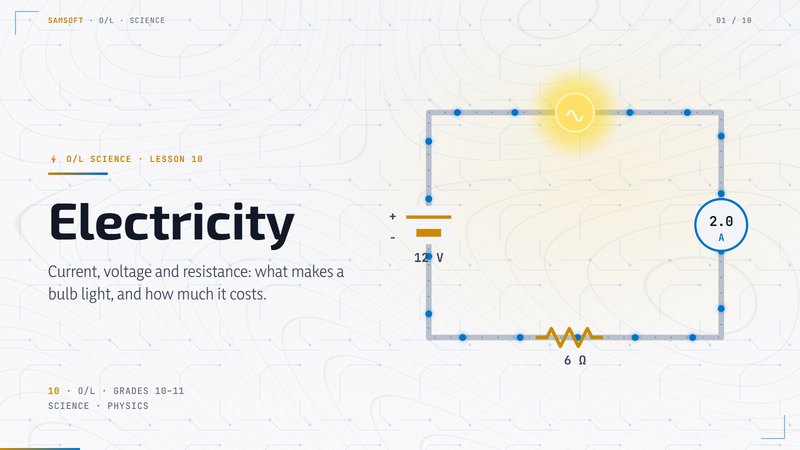 SAMSOFT · O/L · SCIENCE
01 / 10
O/L SCIENCE · LESSON 10
Electricity
Current, voltage and resistance: what makes a
bulb light, and how much it costs.
+
-
12 V
2.0
A
6 Ω
10 · O/L · GRADES 10–11
SCIENCE · PHYSICS